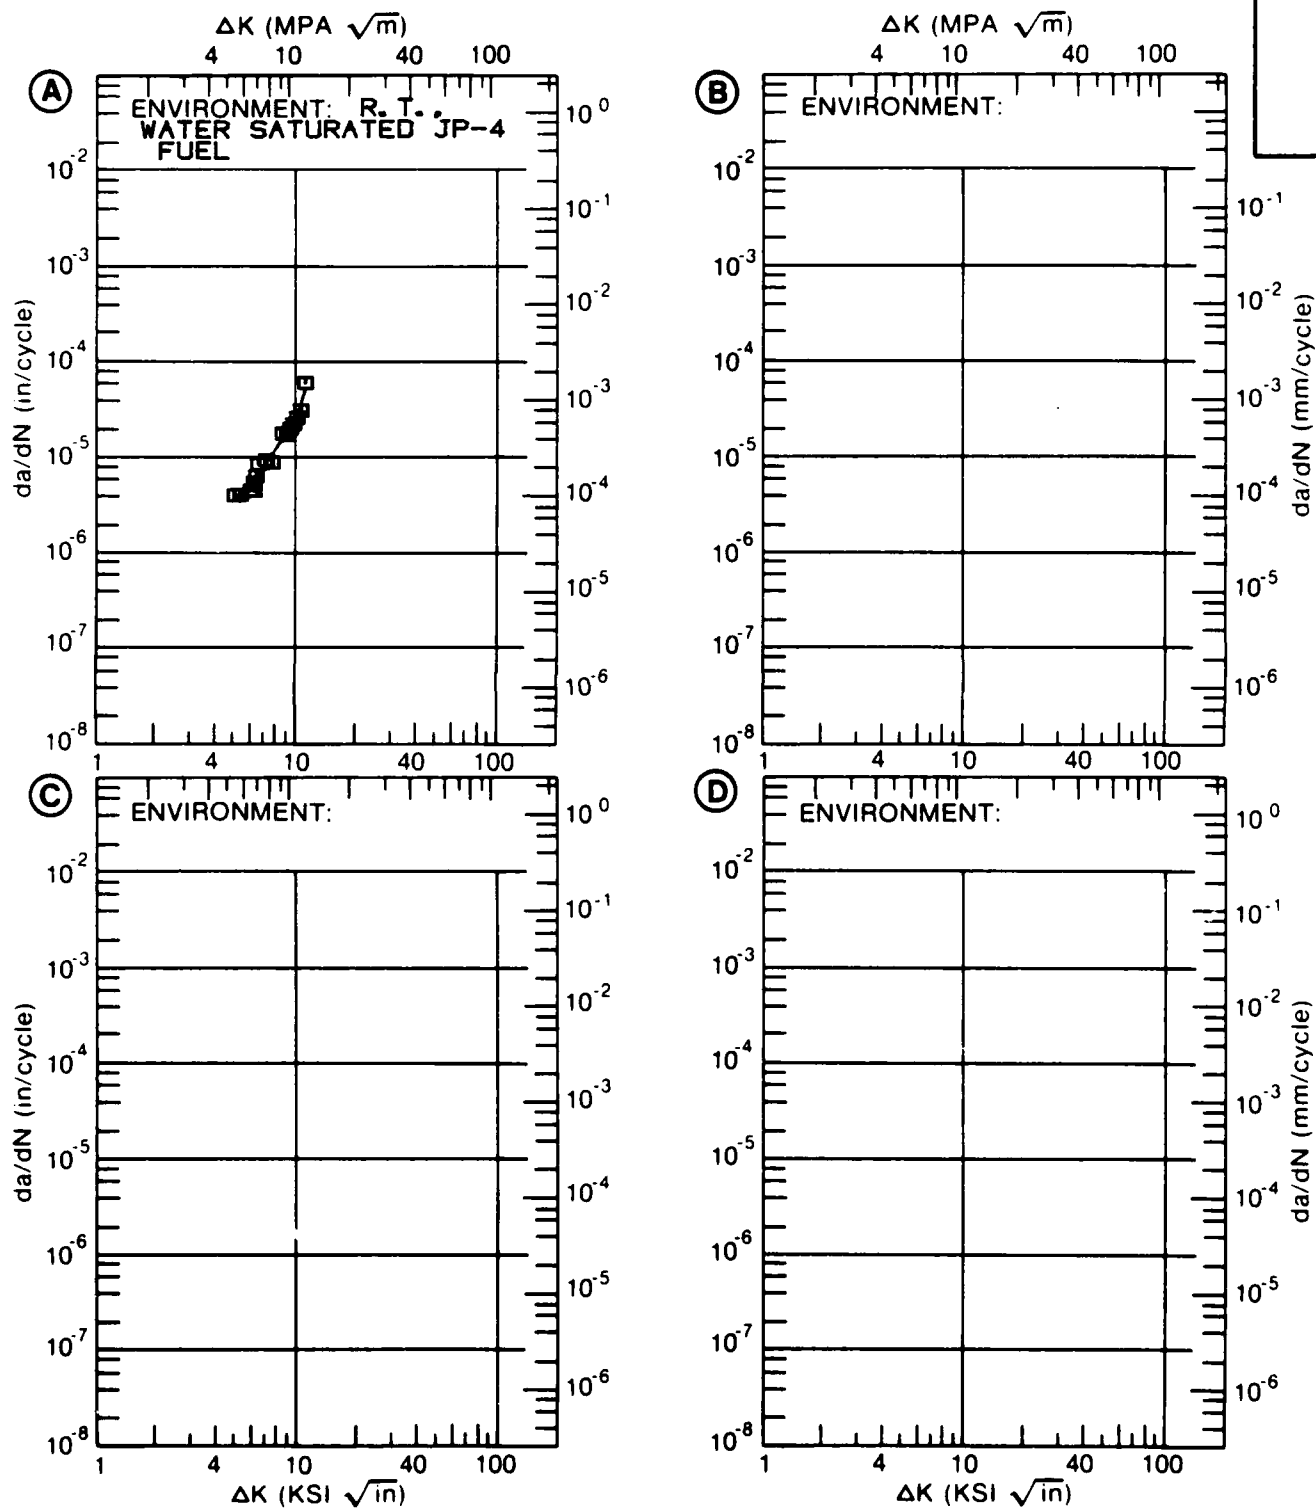 ΔK (MPA √m)
4 10 40 100
A
ENVIRONMENT: R.T.,
WATER SATURATED JP-4
FUEL
10^-2
10^-3
10^-4
10^-5
10^-6
10^-7
10^-8
da/dN (in/cycle)
10^0
10^-1
10^-2
10^-3
10^-4
10^-5
10^-6
1 4 10 40 100
ΔK (MPA √m)
4 10 40 100
B
ENVIRONMENT:
10^-2
10^-3
10^-4
10^-5
10^-6
10^-7
10^-8
10^-1
10^-2
10^-3
10^-4
10^-5
10^-6
da/dN (mm/cycle)
1 4 10 40 100
C
ENVIRONMENT:
10^-2
10^-3
10^-4
10^-5
10^-6
10^-7
10^-8
da/dN (in/cycle)
10^0
10^-1
10^-2
10^-3
10^-4
10^-5
10^-6
1 4 10 40 100
ΔK (KSI √in)
D
ENVIRONMENT:
10^-2
10^-3
10^-4
10^-5
10^-6
10^-7
10^-8
10^0
10^-1
10^-2
10^-3
10^-4
10^-5
10^-6
da/dN (mm/cycle)
1 4 10 40 100
ΔK (KSI √in)